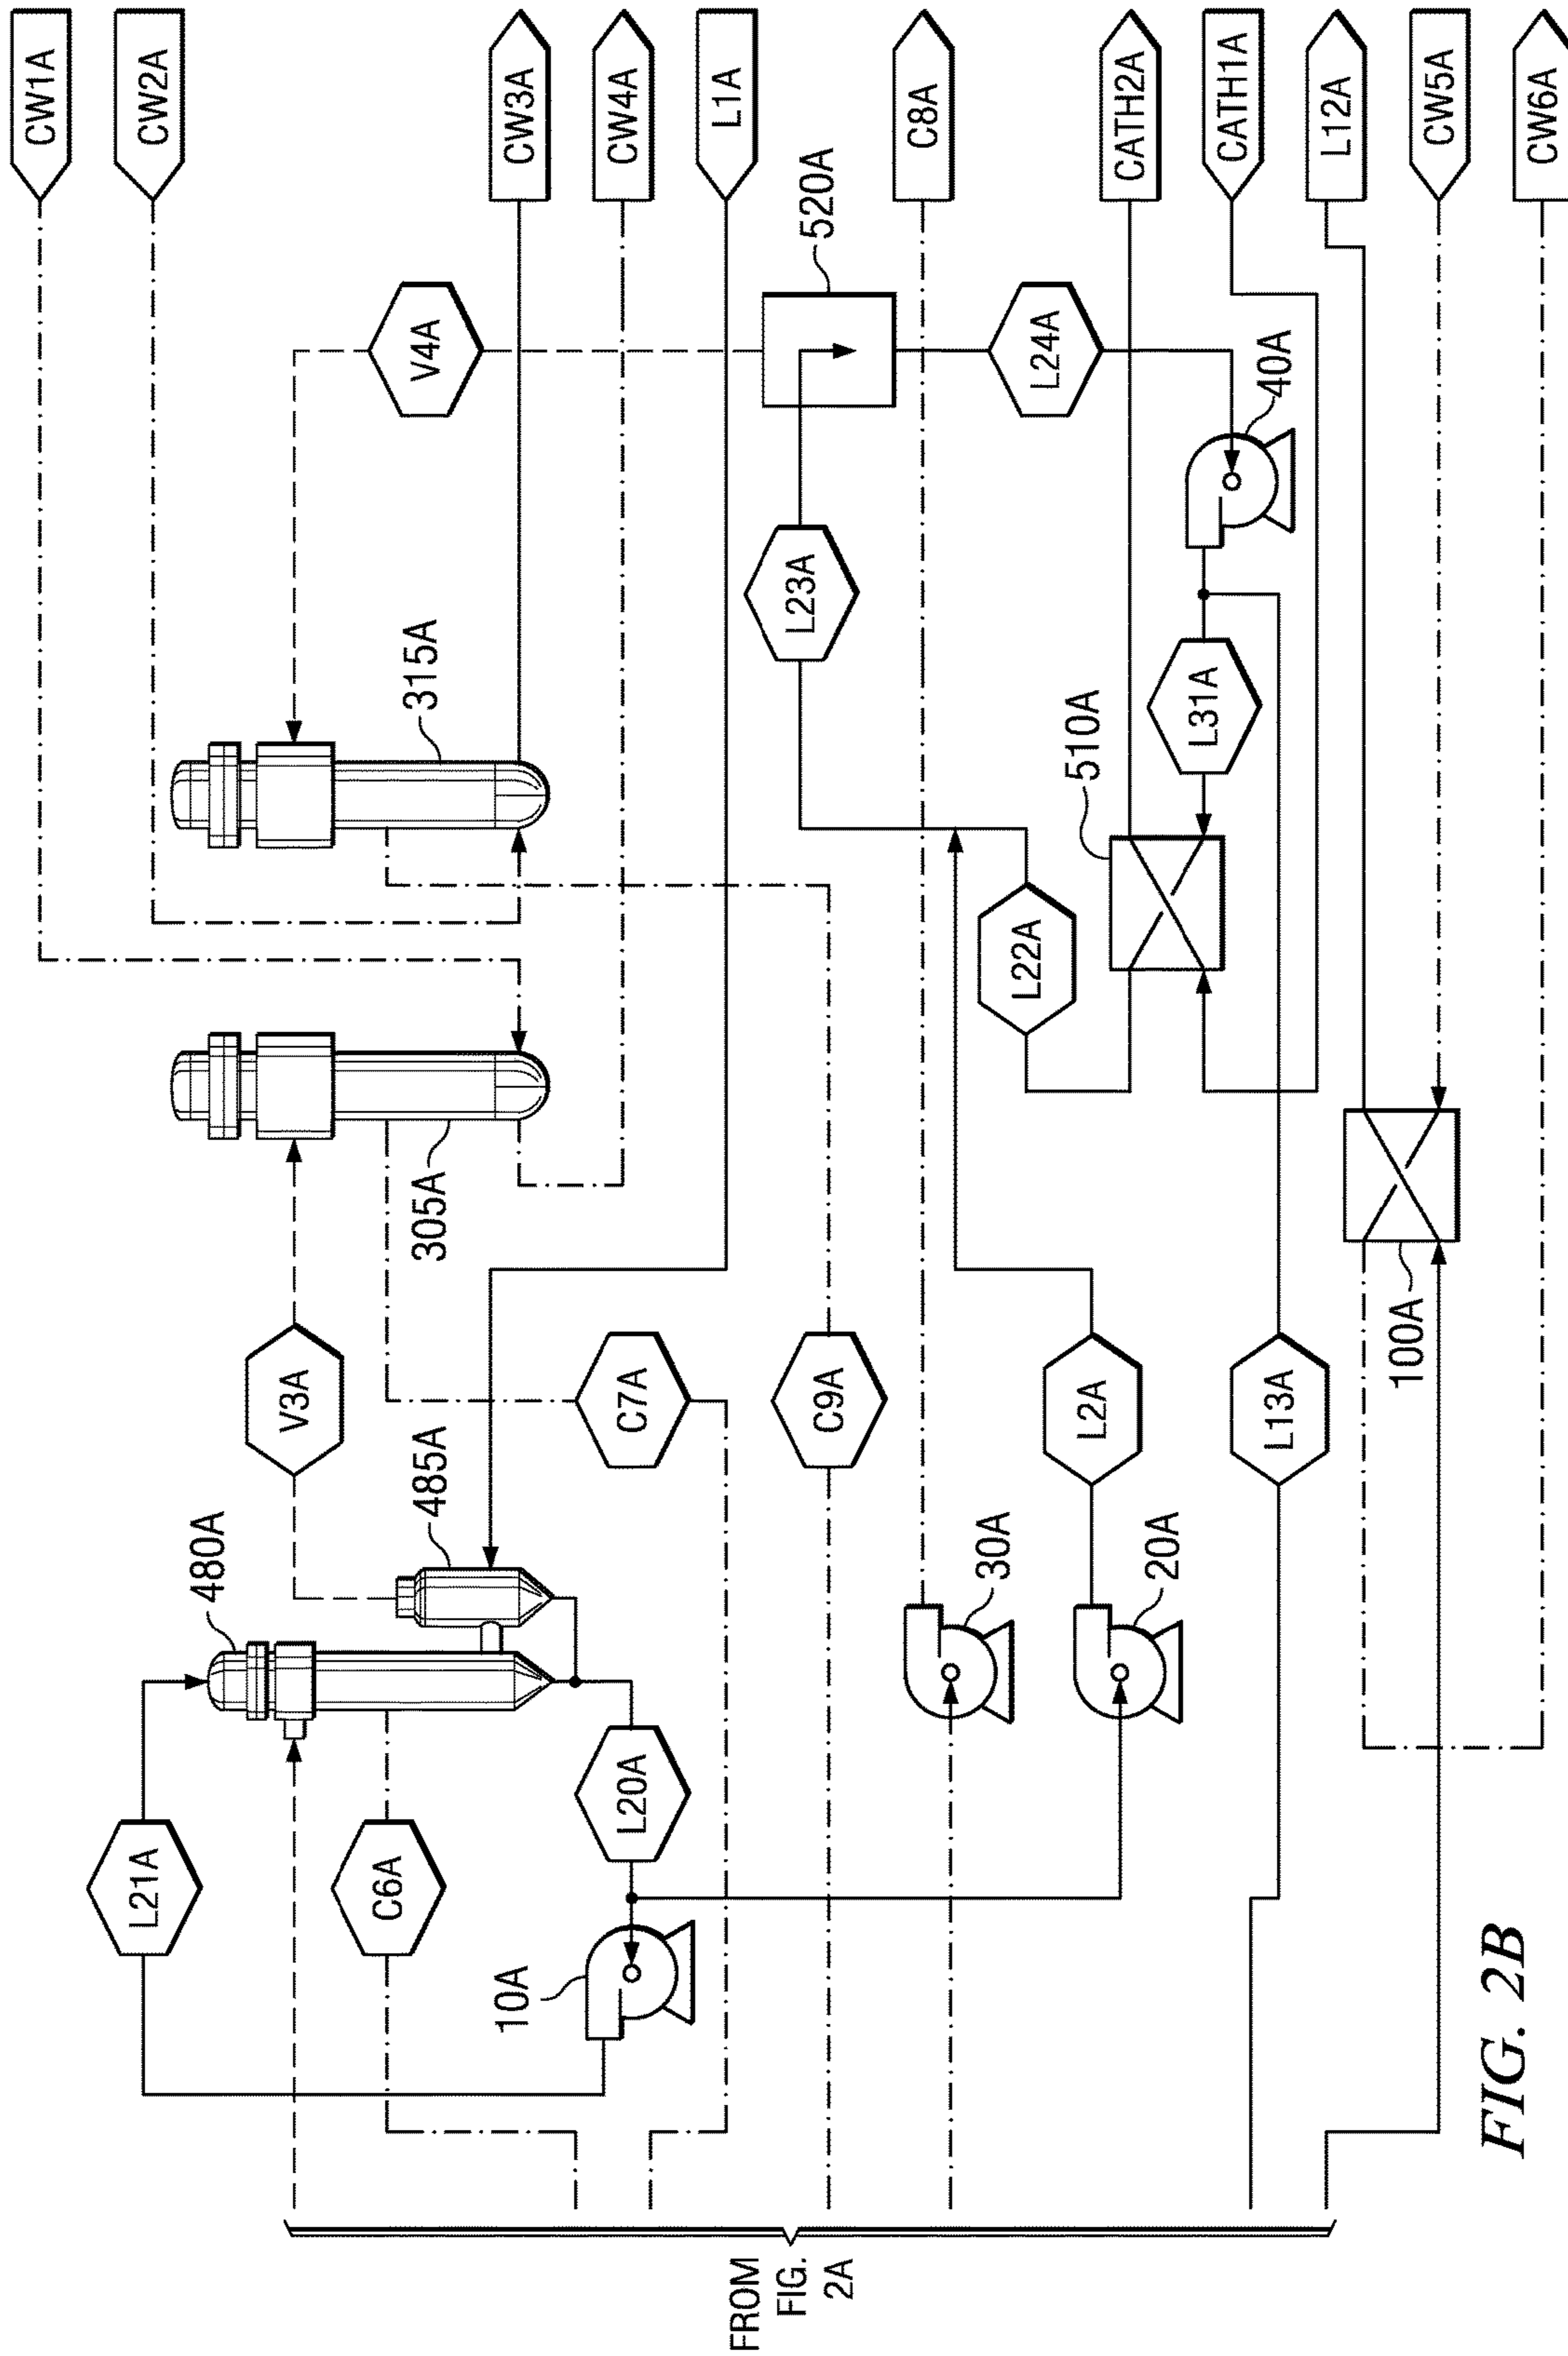 CW1A
CW2A
CW3A
CW4A
L1A
C8A
CATH2A
CATH1A
L12A
CW5A
CW6A
520A
V4A
L24A
40A
L23A
315A
L31A
510A
L22A
305A
100A
V3A
C7A
C9A
L2A
L13A
485A
480A
30A
20A
L20A
L21A
C6A
10A
FROM
FIG.
2A
FIG. 2B